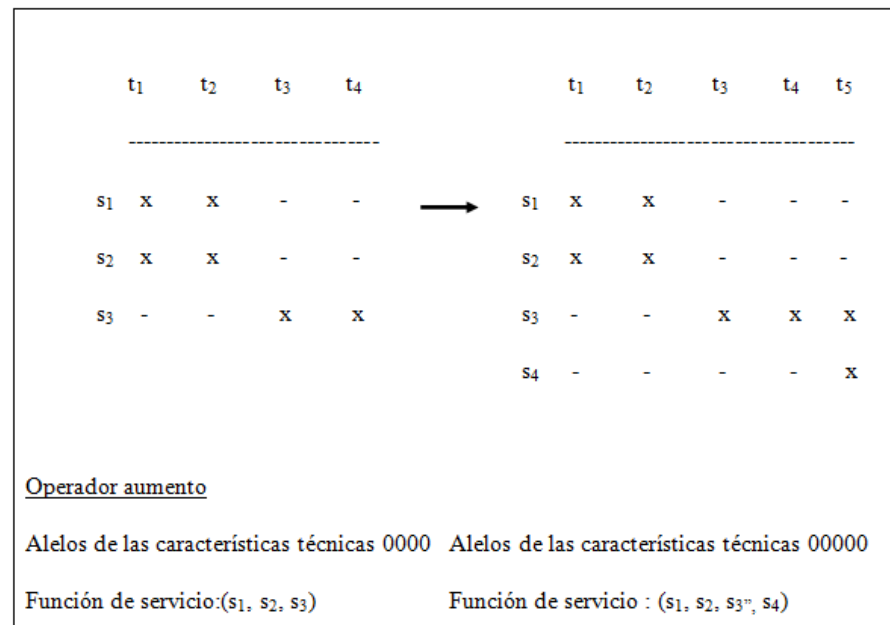 t₁ t₂ t₃ t₄ t₁ t₂ t₃ t₄ t₅
--------------------------------- --------------------------------------
s₁ x x - - s₁ x x - - -
s₂ x x - - s₂ x x - - -
s₃ - - x x s₃ - - x x x
s₄ - - - - x
Operador aumento
Alelos de las características técnicas 0000 Alelos de las características técnicas 00000
Función de servicio:(s₁, s₂, s₃) Función de servicio : (s₁, s₂, s₃”, s₄)